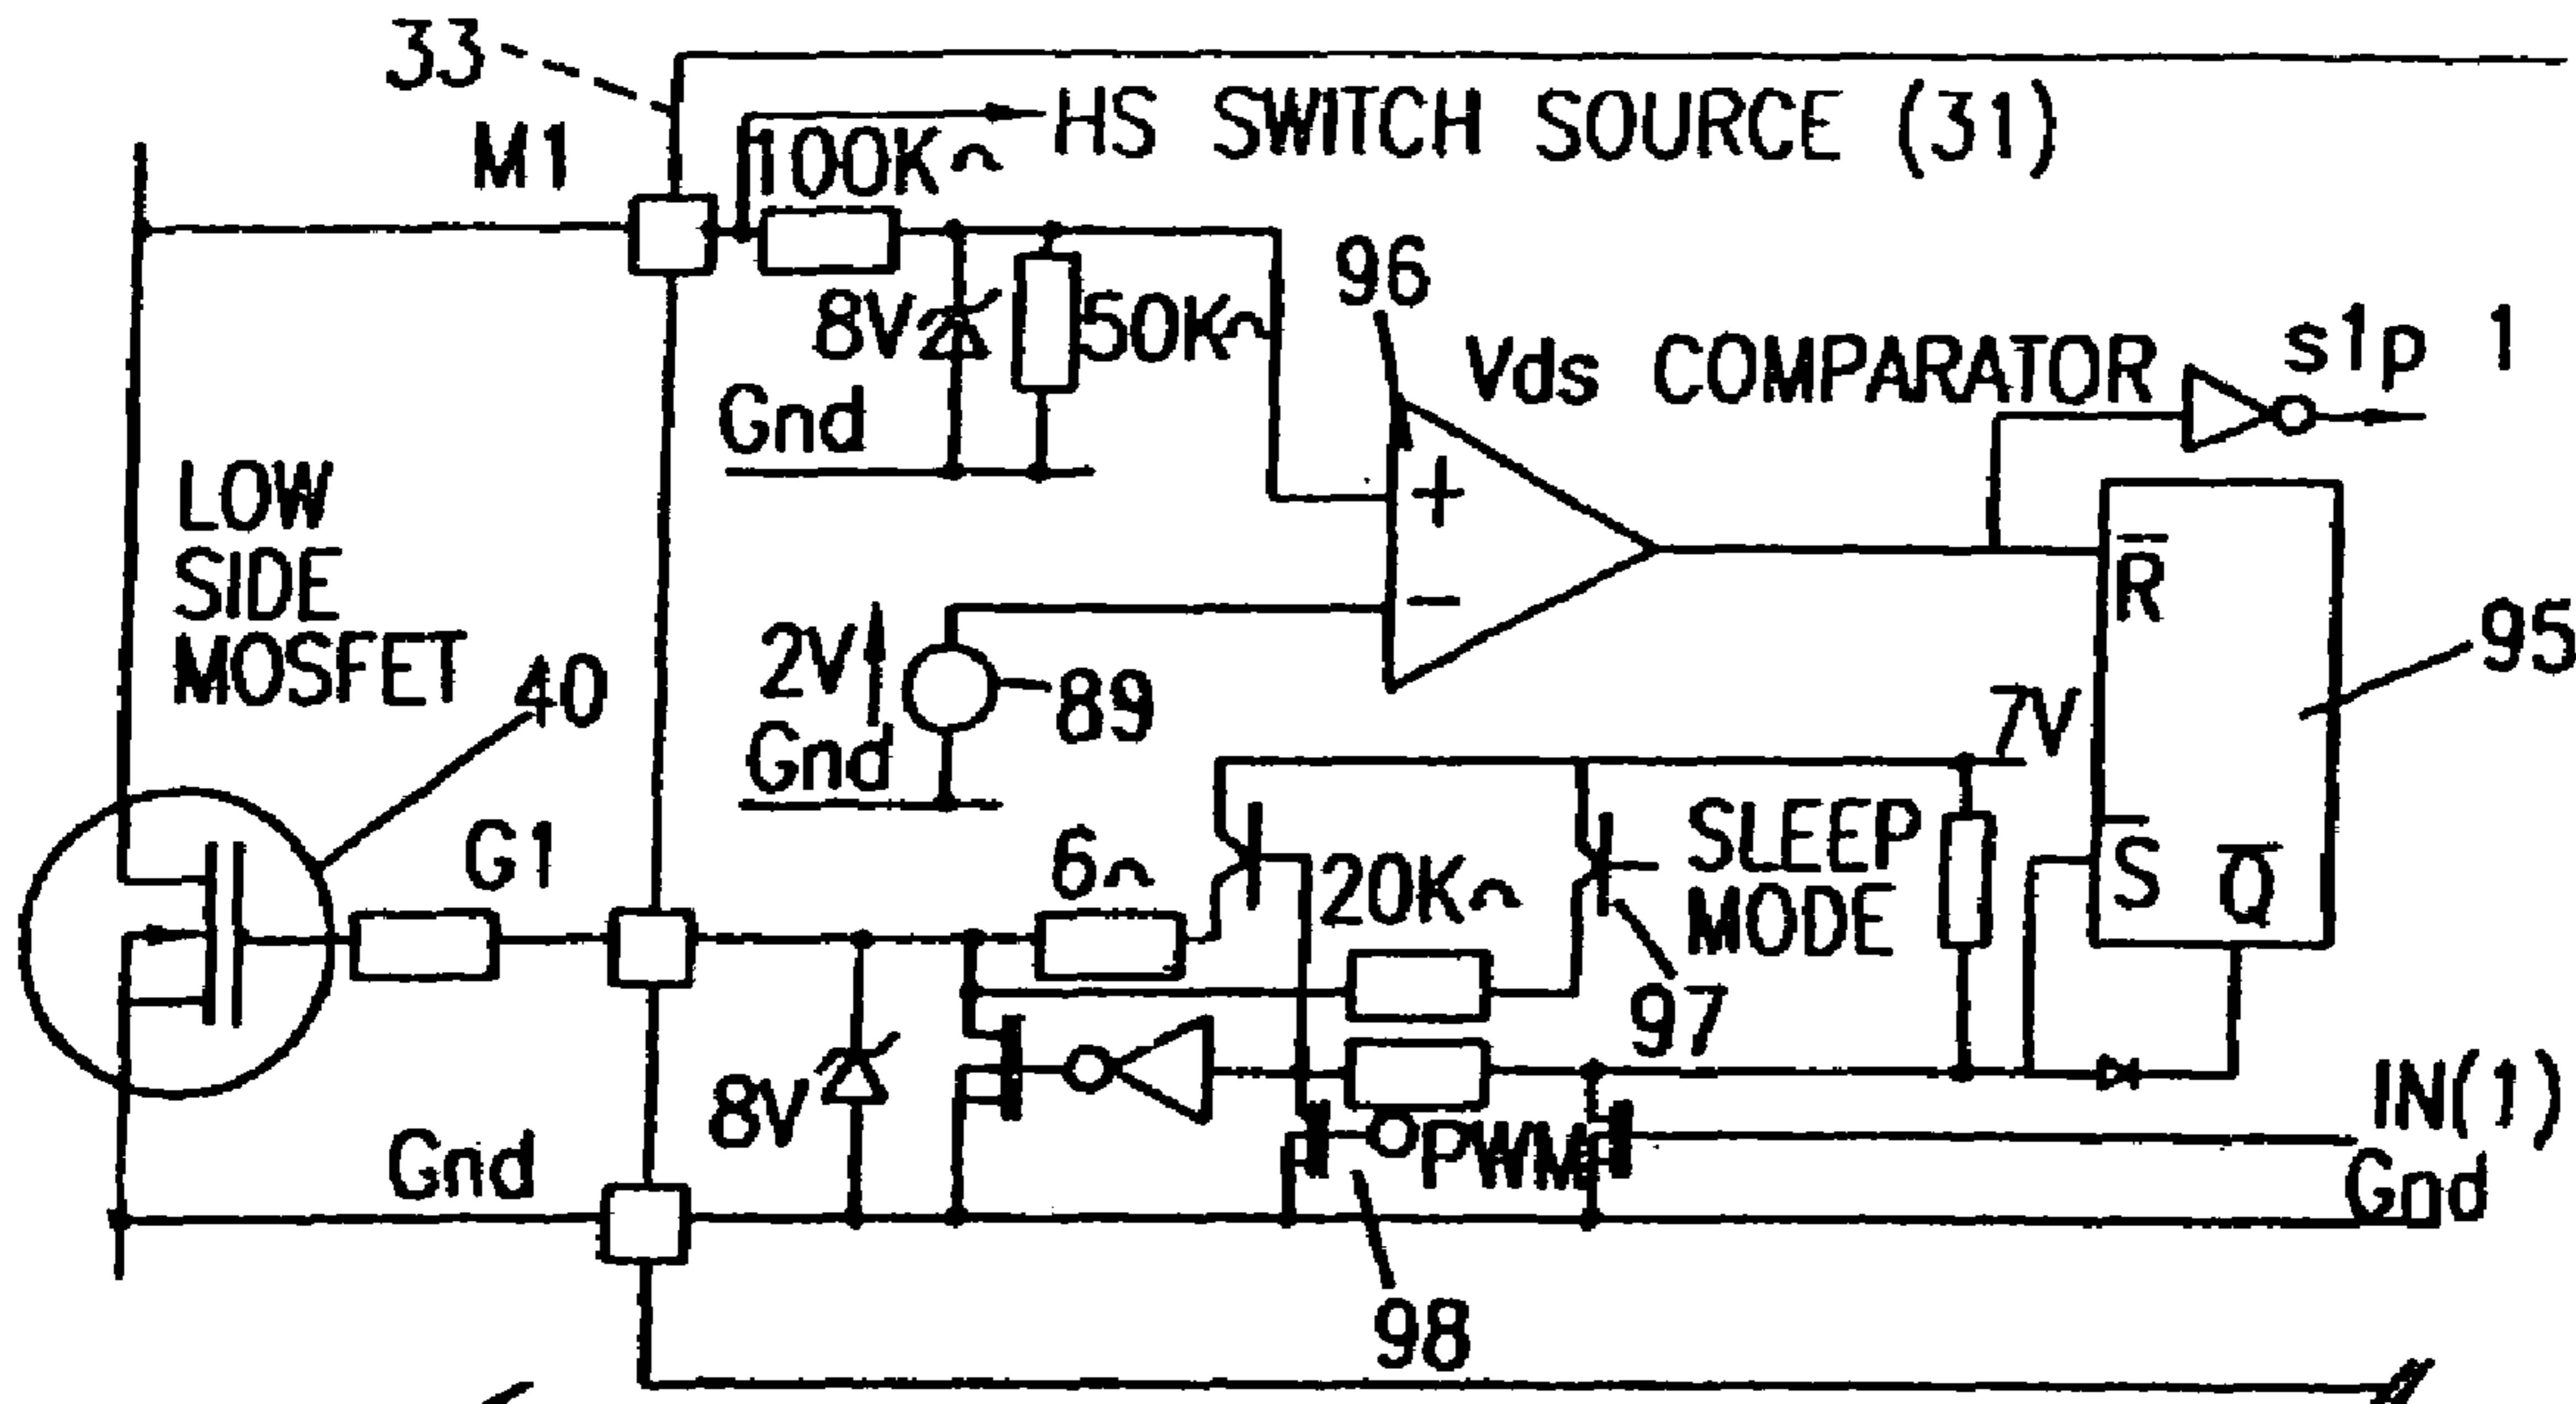 33
HS SWITCH SOURCE (31)
M1
100K
96
8V
50K
Vds COMPARATOR
s1p 1
Gnd
LOW
SIDE
MOSFET
+
R
40
2V
89
95
7V
Gnd
G1
6
20K
SLEEP
MODE
S
Q
97
8V
PWM
IN(1)
Gnd
Gnd
98